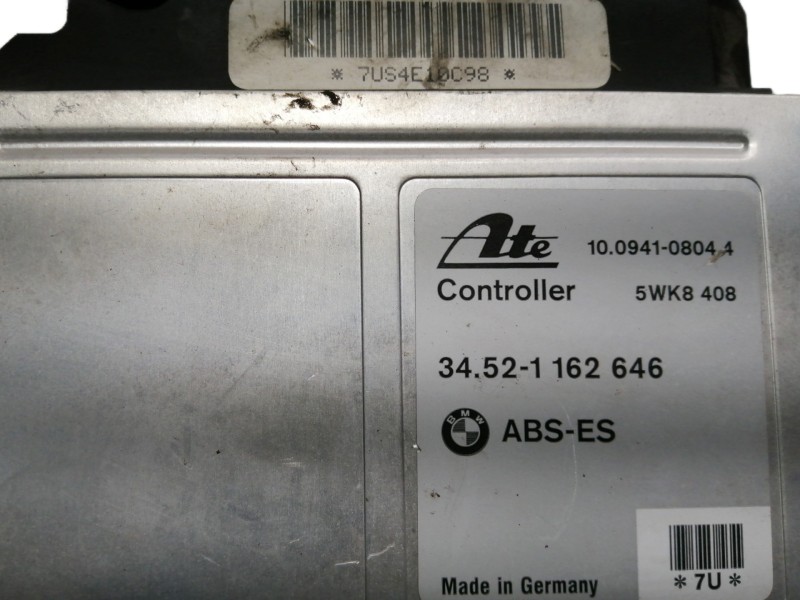 * 7US4E10C98 *
Ate 10.0941-0804.4
Controller 5WK8 408
34.52-1 162 646
BMW ABS-ES
*7U*
Made in Germany